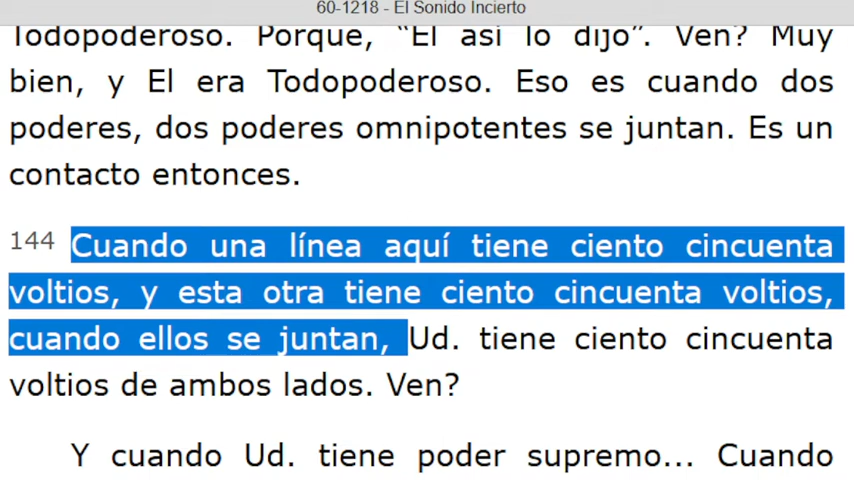 60-1218 - El Sonido Incierto
Todopoderoso. Porque, “El así lo dijo”. Ven? Muy
bien, y El era Todopoderoso. Eso es cuando dos
poderes, dos poderes omnipotentes se juntan. Es un
contacto entonces.
144 Cuando una línea aquí tiene ciento cincuenta
voltios, y esta otra tiene ciento cincuenta voltios,
cuando ellos se juntan, Ud. tiene ciento cincuenta
voltios de ambos lados. Ven?
Y cuando Ud. tiene poder supremo... Cuando